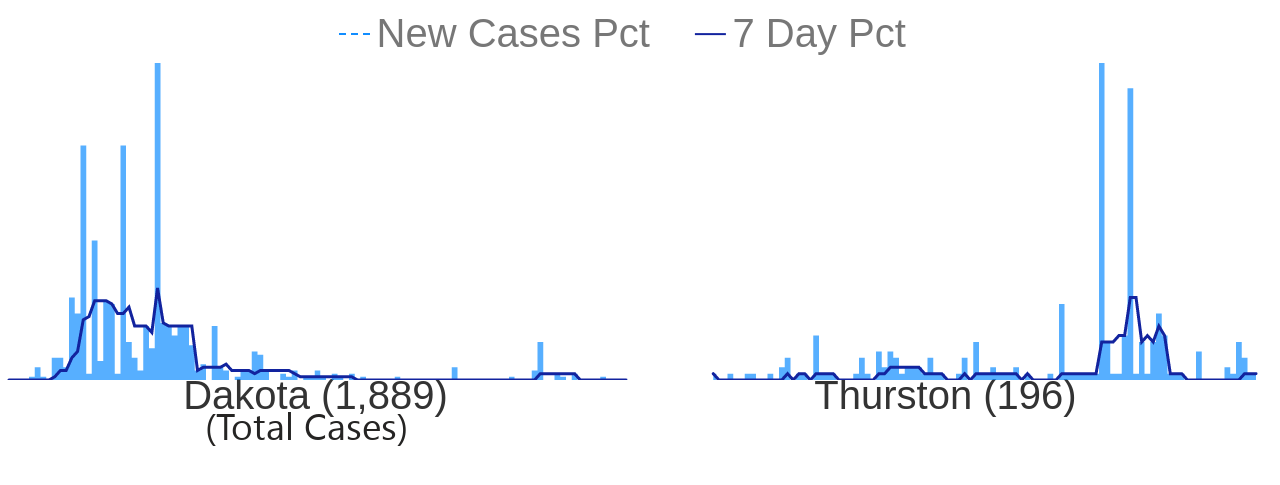 New Cases Pct 7 Day Pct
Dakota (1,889)
(Total Cases)
Thurston (196)